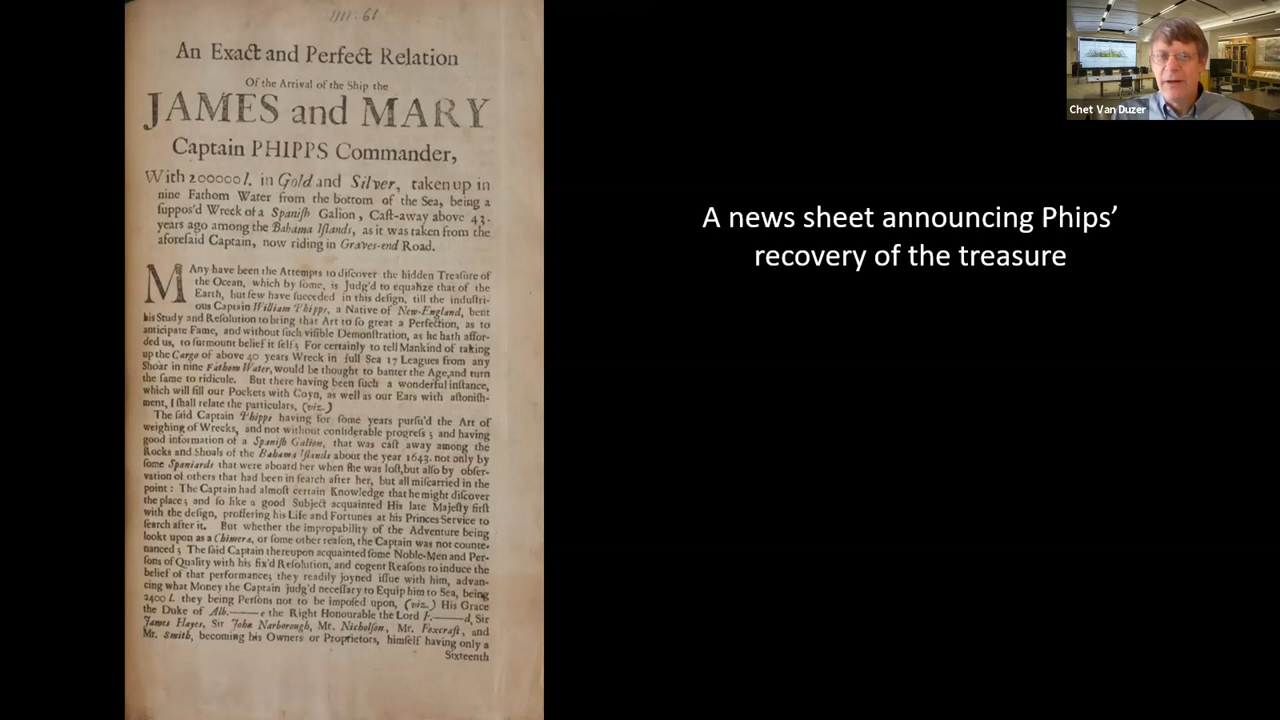 1111:61
An Exact and Perfect Relation
Of the Arrival of the Ship the
JAMES and MARY
Captain PHIPPS Commander,
With 200000 l. in Gold and Silver, taken up in
nine Fathom Water from the bottom of the Sea, being a
ſuppos'd Wreck of a Spaniſh Galion, Caſt-away above 43.
years ago among the Bahama Iſlands, as it was taken from the
aforeſaid Captain, now riding in Graves-end Road.
MAny have been the Attempts to diſcover the hidden Treaſure of
the Ocean, which by ſome, is Judg'd to equalize that of the
Earth, but few have ſucceded in this deſign, till the induſtri-
ous Captain William Phipps, a Native of New-England, bent
his Study and Reſolution to bring that Art to ſo great a Perfection, as to
anticipate Fame, and without ſuch viſible Demonſtration, as he hath affor-
ded us, to ſurmount belief it ſelf; For certainly to tell Mankind of taking
up the Cargo of above 40 years Wreck in full Sea 17 Leagues from any
Shoar in nine Fathom Water, would be thought to banter the Age, and turn
the ſame to ridicule. But there having been ſuch a wonderful inſtance,
which will fill our Pockets with Coyn, as well as our Ears with aſtoniſh-
ment, I ſhall relate the particulars, (viz.)
The ſaid Captain Phipps having for ſome years purſu'd the Art of
weighing of Wrecks, and not without conſiderable progreſs; and having
good information of a Spaniſh Galion, that was caſt away among the
Rocks and Shoals of the Bahama Iſlands about the year 1643. not only by
ſome Spaniards that were aboard her when ſhe was loſt, but alſo by obſer-
vation of others that had been in ſearch after her, but all miſcarried in the
point: The Captain had almoſt certain Knowledge that he might diſcover
the place; and ſo like a good Subject acquainted His late Majeſty firſt
with the deſign, proffering his Life and Fortunes at his Princes Service to
ſearch after it. But whether the impropability of the Adventure being
lookt upon as a Chimera, or ſome other reaſon, the Captain was not counte-
nanced; The ſaid Captain thereupon acquainted ſome Noble-Men and Per-
ſons of Quality with his fix'd Reſolution, and cogent Reaſons to induce the
belief of that performance; they readily joyned iſſue with him, advan-
cing what Money the Captain judg'd neceſſary to Equip him to Sea, being
2400 l. they being Perſons not to be impoſed upon, (viz.) His Grace
the Duke of Alb.——e the Right Honourable the Lord F.——d, Sir
James Hayes, Sir John Narborough, Mr. Nicholſon, Mr. Foxcraft, and
Mr. Smith, becoming his Owners or Proprietors, himſelf having only a
Sixteenth
A news sheet announcing Phips’
recovery of the treasure
Chet Van Duzer